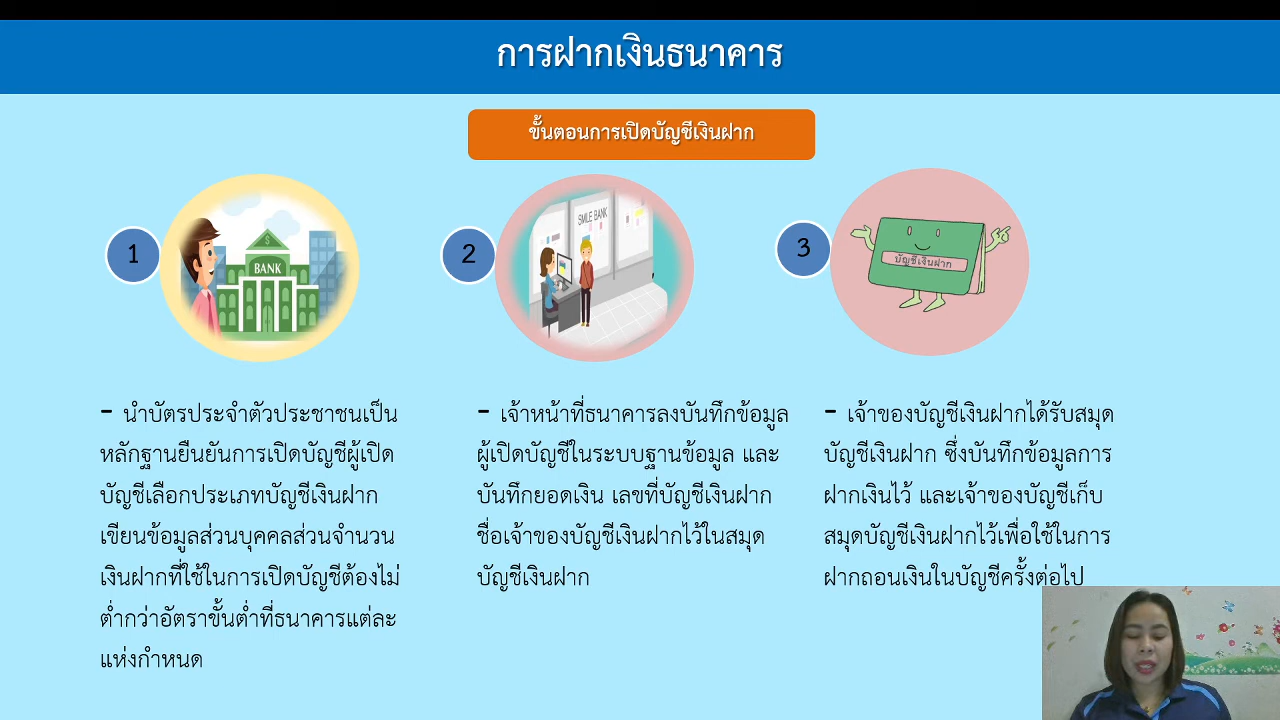 การฝากเงินธนาคาร
ขั้นตอนการเปิดบัญชีเงินฝาก
1
BANK
$
2
SMILE BANK
3
บัญชีเงินฝาก
- นำบัตรประจำตัวประชาชนเป็น
หลักฐานยืนยันการเปิดบัญชีผู้เปิด
บัญชีเลือกประเภทบัญชีเงินฝาก
เขียนข้อมูลส่วนบุคคลส่วนจำนวน
เงินฝากที่ใช้ในการเปิดบัญชีต้องไม่
ต่ำกว่าอัตราขั้นต่ำที่ธนาคารแต่ละ
แห่งกำหนด
- เจ้าหน้าที่ธนาคารลงบันทึกข้อมูล
ผู้เปิดบัญชีในระบบฐานข้อมูล และ
บันทึกยอดเงิน เลขที่บัญชีเงินฝาก
ชื่อเจ้าของบัญชีเงินฝากไว้ในสมุด
บัญชีเงินฝาก
- เจ้าของบัญชีเงินฝากได้รับสมุด
บัญชีเงินฝาก ซึ่งบันทึกข้อมูลการ
ฝากเงินไว้ และเจ้าของบัญชีเก็บ
สมุดบัญชีเงินฝากไว้เพื่อใช้ในการ
ฝากถอนเงินในบัญชีครั้งต่อไป